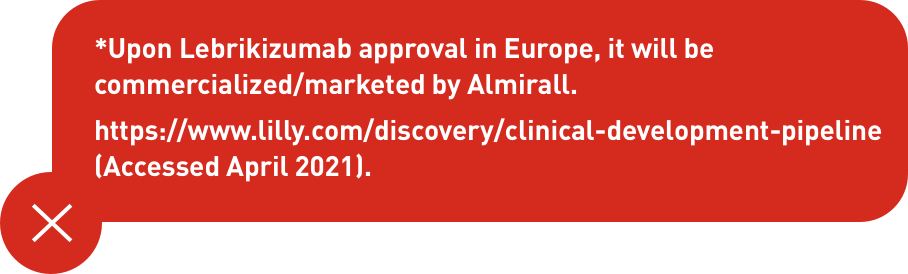 *Upon Lebrikizumab approval in Europe, it will be
commercialized/marketed by Almirall.
https://www.lilly.com/discovery/clinical-development-pipeline
(Accessed April 2021).